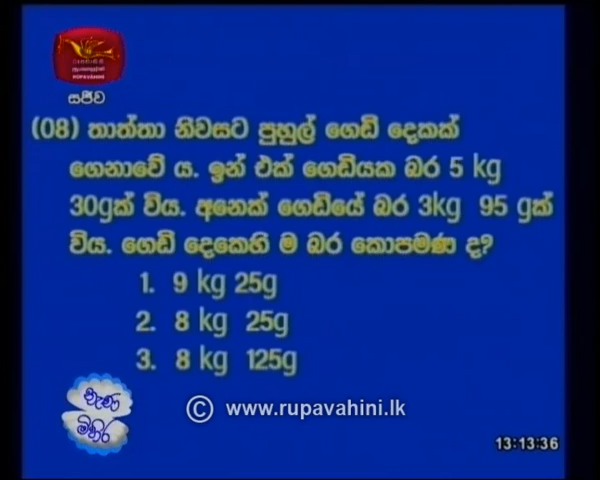 RUPAVAHINI
සජීව
(08) තාත්තා නිවසට පුහුල් ගෙඩි දෙකක්
ගෙනාවේ ය. ඉන් එක් ගෙඩියක බර 5 kg
30gක් විය. අනෙක් ගෙඩියේ බර 3kg 95 gක්
විය. ගෙඩි දෙකෙහි ම බර කොපමණ ද?
1. 9 kg 25g
2. 8 kg 25g
3. 8 kg 125g
නැණ
මිහිර
© www.rupavahini.lk
13:13:36